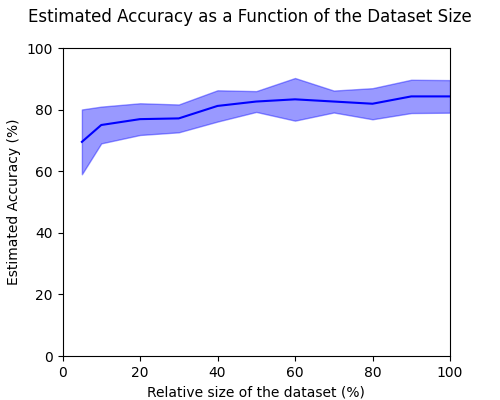 Estimated Accuracy as a Function of the Dataset Size
100
80
60
40
20
0
Estimated Accuracy (%)
0 20 40 60 80 100
Relative size of the dataset (%)